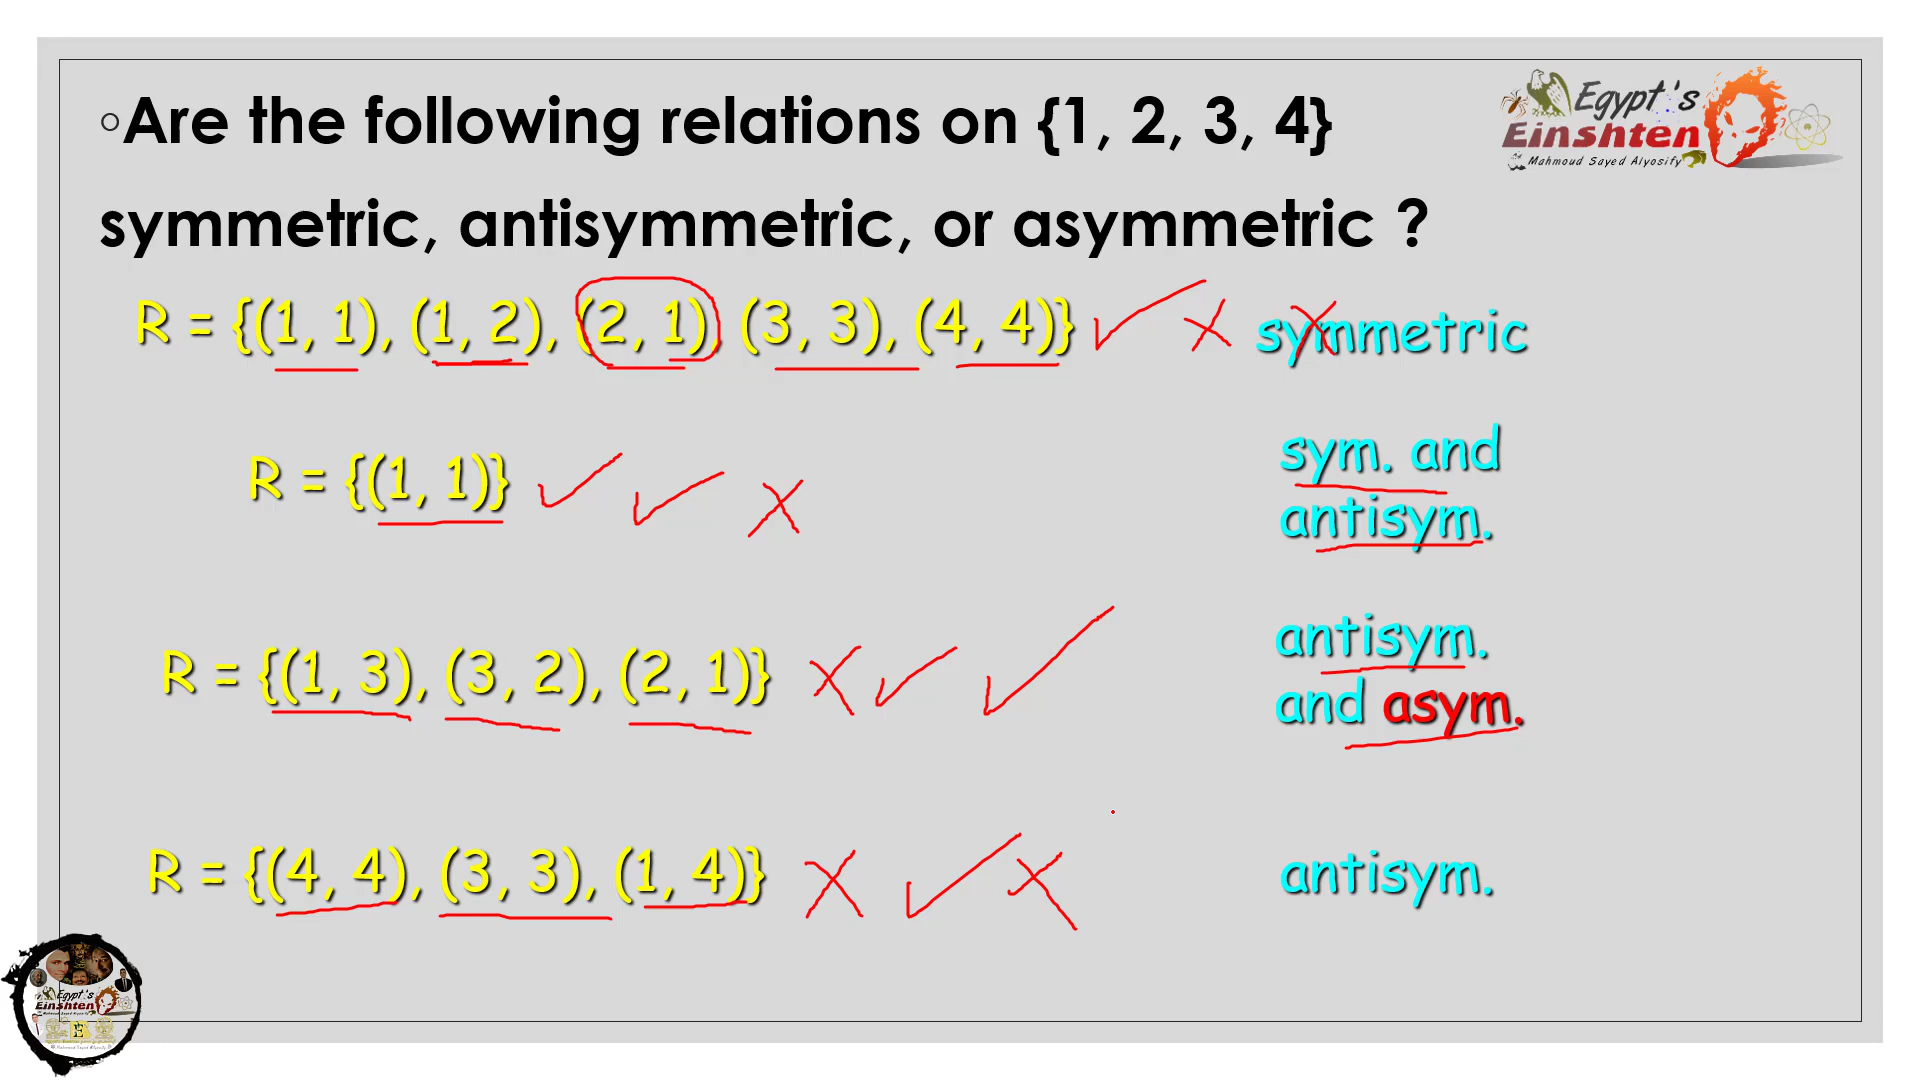 ◦Are the following relations on {1, 2, 3, 4}
symmetric, antisymmetric, or asymmetric ?
Egypt's
Einshten
Mahmoud Sayed Alyosify
R = {(1, 1), (1, 2), (2, 1), (3, 3), (4, 4)} ✓ X X symmetric
R = {(1, 1)} ✓ ✓ X
sym. and
antisym.
R = {(1, 3), (3, 2), (2, 1)} X ✓ ✓
antisym.
and asym.
R = {(4, 4), (3, 3), (1, 4)} X ✓ X antisym.
Egypt's
Einshten